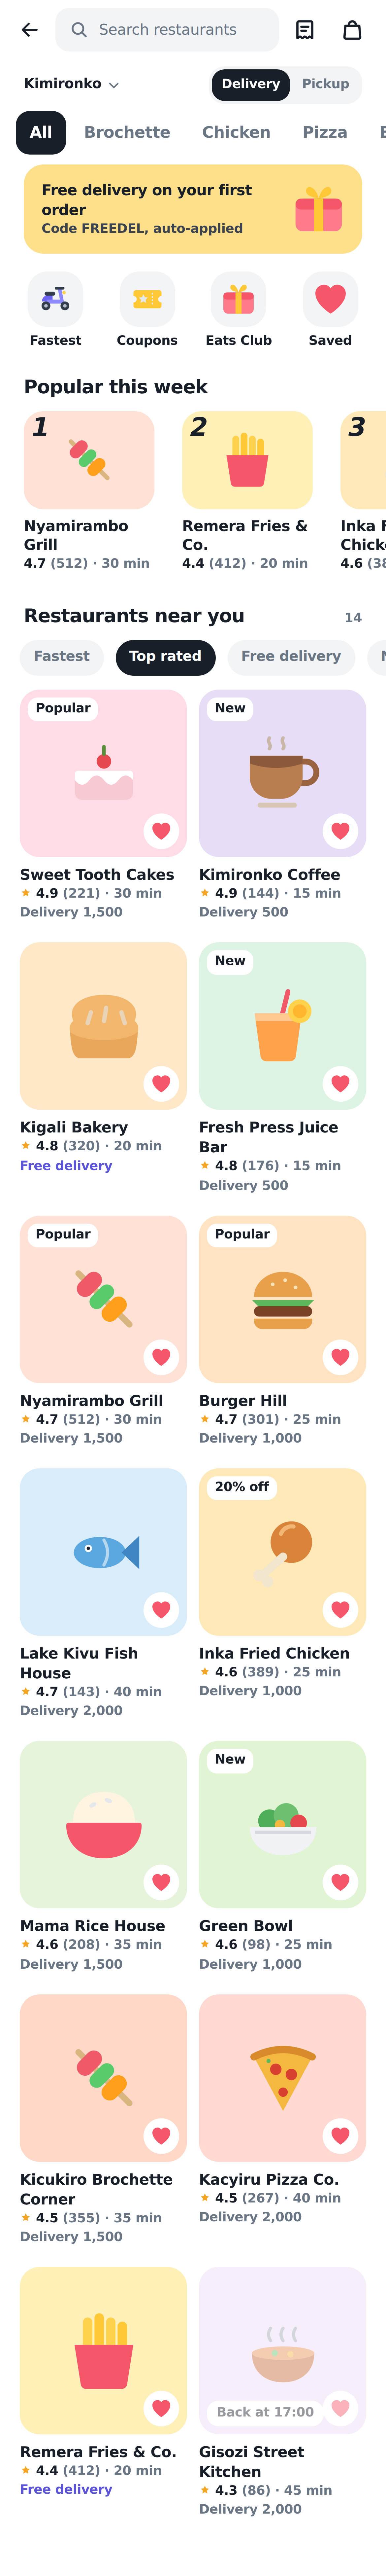 Search restaurants
Kimironko
Delivery
Pickup
All
Brochette
Chicken
Pizza
Free delivery on your first
order
Code FREEDEL, auto-applied
Fastest
Coupons
Eats Club
Saved
Popular this week
1
2
3
Nyamirambo
Grill
4.7 (512) · 30 min
Remera Fries &
Co.
4.4 (412) · 20 min
Inka
4.6
Restaurants near you
14
Fastest
Top rated
Free delivery
Popular
New
Sweet Tooth Cakes
4.9 (221) · 30 min
Delivery 1,500
Kimironko Coffee
4.9 (144) · 15 min
Delivery 500
New
Kigali Bakery
4.8 (320) · 20 min
Free delivery
Fresh Press Juice
Bar
4.8 (176) · 15 min
Delivery 500
Popular
Popular
Nyamirambo Grill
4.7 (512) · 30 min
Delivery 1,500
Burger Hill
4.7 (301) · 25 min
Delivery 1,000
20% off
Lake Kivu Fish
House
4.7 (143) · 40 min
Delivery 2,000
Inka Fried Chicken
4.6 (389) · 25 min
Delivery 1,000
New
Mama Rice House
4.6 (208) · 35 min
Delivery 1,500
Green Bowl
4.6 (98) · 25 min
Delivery 1,000
Kicukiro Brochette
Corner
4.5 (355) · 35 min
Delivery 1,500
Kacyiru Pizza Co.
4.5 (267) · 40 min
Delivery 2,000
Back at 17:00
Remera Fries & Co.
4.4 (412) · 20 min
Free delivery
Gisozi Street
Kitchen
4.3 (86) · 45 min
Delivery 2,000